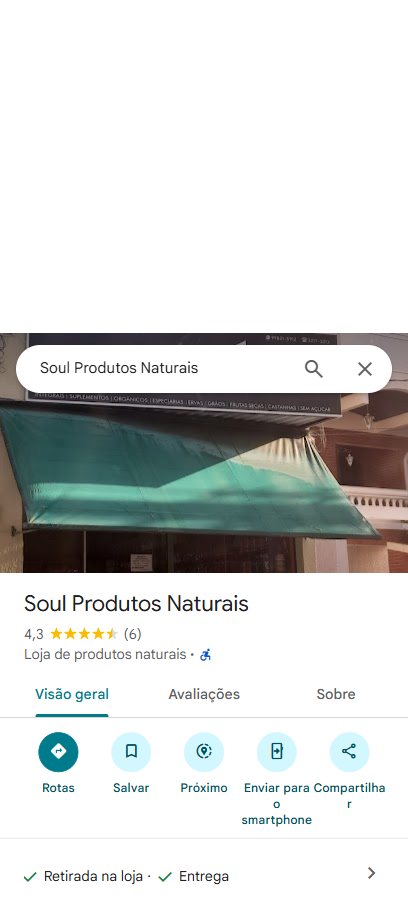 Soul Produtos Naturais
INTEGRAIS | SUPLEMENTOS | ORGÂNICOS | ESPECIARIAS | ERVAS | GRÃOS | FRUTAS SECAS | CASTANHAS | SEM AÇÚCAR
Soul Produtos Naturais
4,3 (6)
Loja de produtos naturais ·
Visão geral Avaliações Sobre
Rotas Salvar Próximo Enviar para o smartphone Compartilhar
Retirada na loja · Entrega